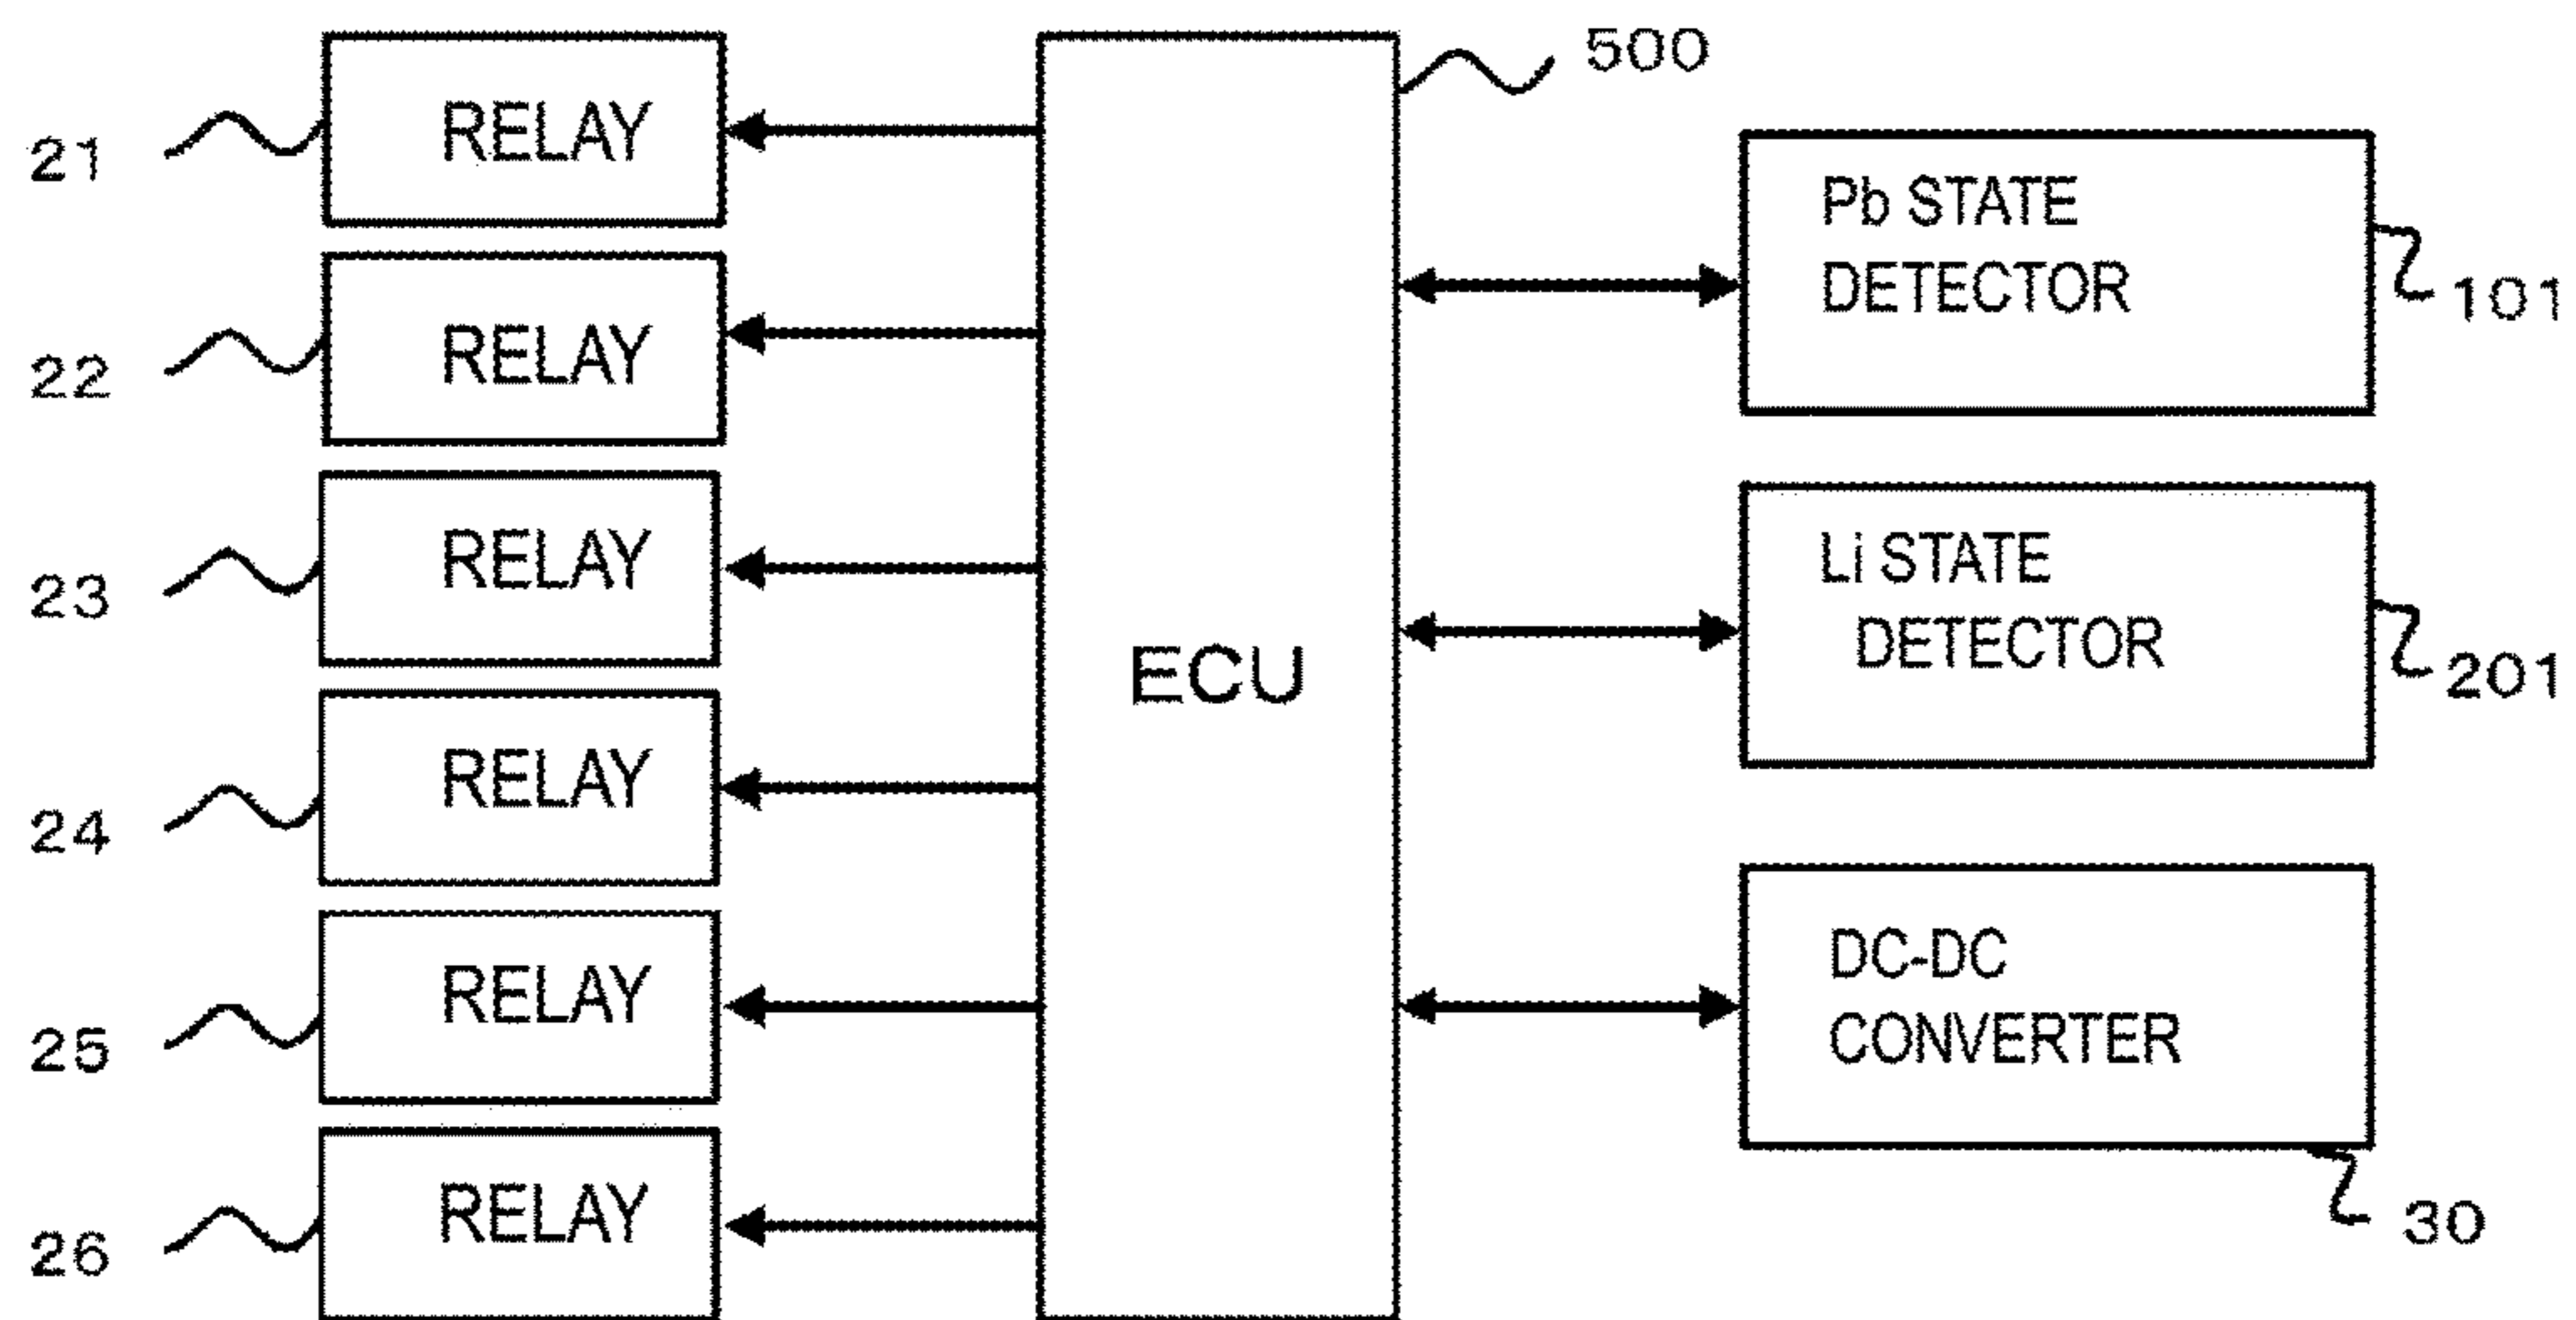 21
RELAY
22
RELAY
23
RELAY
24
RELAY
25
RELAY
26
RELAY
ECU
500
Pb STATE
DETECTOR
101
Li STATE
DETECTOR
201
DC-DC
CONVERTER
30